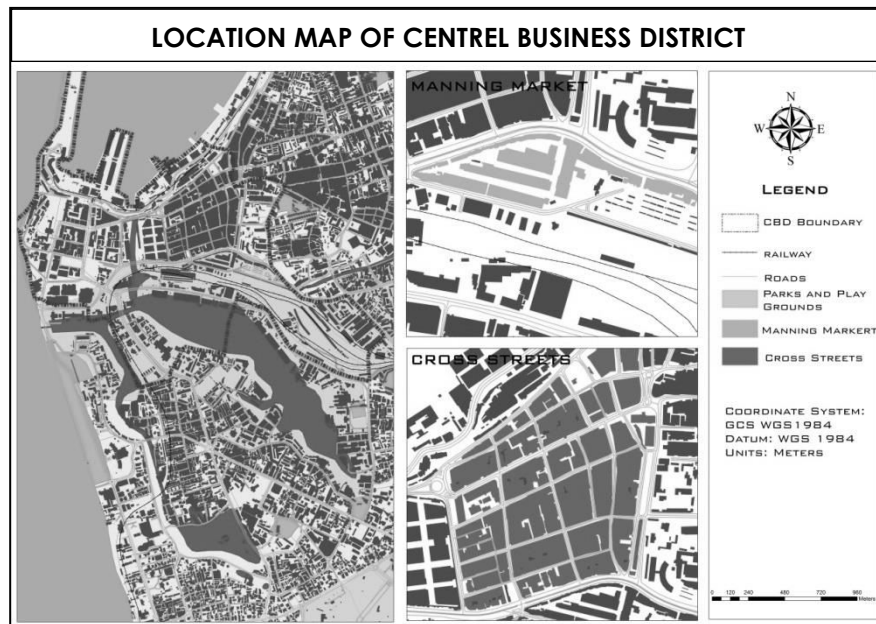 LOCATION MAP OF CENTREL BUSINESS DISTRICT
MANNING MARKET
CROSS STREETS
N
W E
S
LEGEND
CBD BOUNDARY
RAILWAY
ROADS
PARKS AND PLAY
GROUNDS
MANNING MARKERT
CROSS STREETS
COORDINATE SYSTEM:
GCS WGS1984
DATUM: WGS 1984
UNITS: METERS
0 120 240 480 720 960
Meters